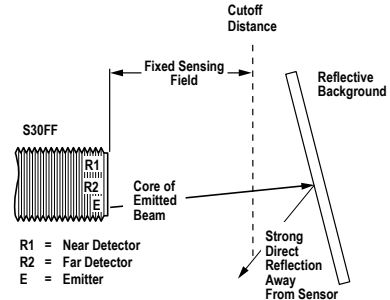 Cutoff
Distance
Fixed Sensing
Field
Reflective
Background
S30FF
R1
R2
E
Core of
Emitted
Beam
Strong
Direct
Reflection
Away
From Sensor
R1 = Near Detector
R2 = Far Detector
E = Emitter